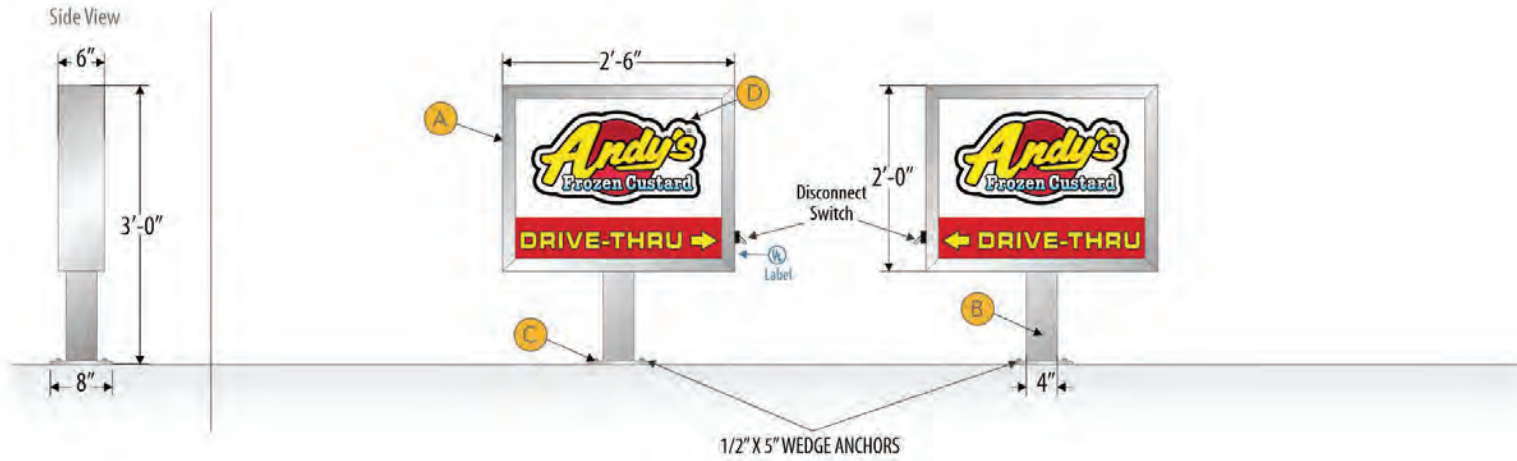 Side View
6”
3’-0”
8”
2’-6”
A
D
Andy's
Frozen Custard
®
DRIVE-THRU →
C
UL
Label
Disconnect
Switch
2’-0”
Andy's
Frozen Custard
®
← DRIVE-THRU
B
4”
1/2” X 5” WEDGE ANCHORS